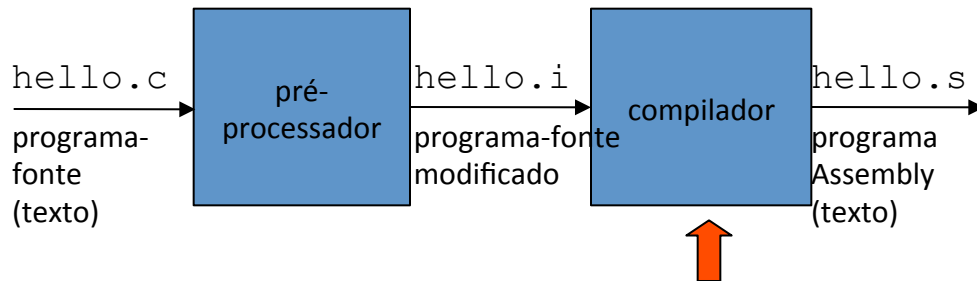 hello.c
programa-
fonte
(texto)
pré-
processador
hello.i
programa-fonte
modificado
compilador
hello.s
programa
Assembly
(texto)